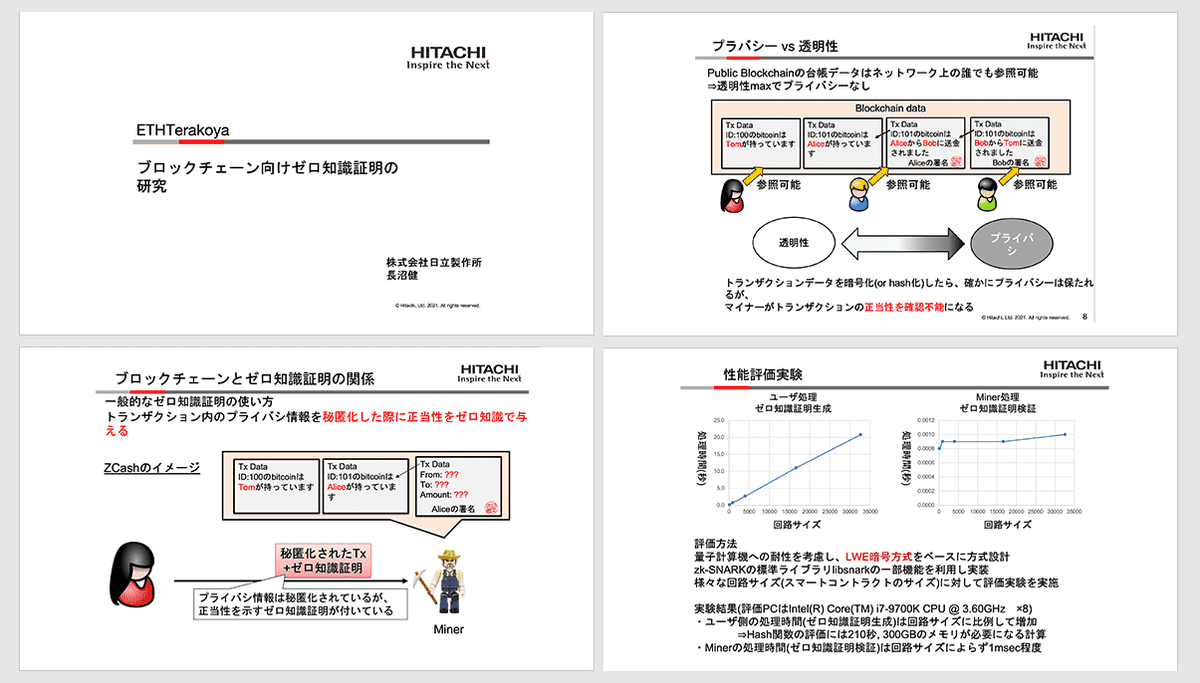 HITACHI
Inspire the Next
ETHTerakoya
ブロックチェーン向けゼロ知識証明の
研究
株式会社日立製作所
長沼健
© Hitachi, Ltd. 2021. All rights reserved.
プラバシー vs 透明性
HITACHI
Inspire the Next
Public Blockchainの台帳データはネットワーク上の誰でも参照可能
⇒透明性maxでプライバシーなし
Blockchain data
Tx Data
ID:100のbitcoinは
Tomが持っています
Tx Data
ID:101のbitcoinは
Aliceが持っていま
す
Tx Data
ID:101のbitcoinは
AliceからBobに送金
されました
Aliceの署名
Tx Data
ID:101のbitcoinは
BobからTomに送金
されました
Bobの署名
参照可能
参照可能
参照可能
透明性
プライバ
シ
トランザクションデータを暗号化(or hash化)したら、確かにプライバシーは保たれ
るが、
マイナーがトランザクションの正当性を確認不能になる
© Hitachi, Ltd. 2021. All rights reserved.
8
ブロックチェーンとゼロ知識証明の関係
HITACHI
Inspire the Next
一般的なゼロ知識証明の使い方
トランザクション内のプライバシ情報を秘匿化した際に正当性をゼロ知識で与
える
ZCashのイメージ
Tx Data
ID:100のbitcoinは
Tomが持っています
Tx Data
ID:101のbitcoinは
Aliceが持っていま
す
Tx Data
From: ???
To: ???
Amount: ???
Aliceの署名
秘匿化されたTx
+ゼロ知識証明
プライバシ情報は秘匿化されているが、
正当性を示すゼロ知識証明が付いている
Miner
性能評価実験
HITACHI
Inspire the Next
ユーザ処理
ゼロ知識証明生成
処理時間(秒)
25.0
20.0
15.0
10.0
5.0
0.0
0 5000 10000 15000 20000 25000 30000 35000
回路サイズ
Miner処理
ゼロ知識証明検証
処理時間(秒)
0.0012
0.0010
0.0008
0.0006
0.0004
0.0002
0.0000
0 5000 10000 15000 20000 25000 30000 35000
回路サイズ
評価方法
量子計算機への耐性を考慮し、LWE暗号方式をベースに方式設計
zk-SNARKの標準ライブラリlibsnarkの一部機能を利用し実装
様々な回路サイズ(スマートコントラクトのサイズ)に対して評価実験を実施
実験結果(評価PCはIntel(R) Core(TM) i7-9700K CPU @ 3.60GHz ×8)
・ユーザ側の処理時間(ゼロ知識証明生成)は回路サイズに比例して増加
⇒Hash関数の評価には210秒, 300GBのメモリが必要になる計算
・Minerの処理時間(ゼロ知識証明検証)は回路サイズによらず1msec程度